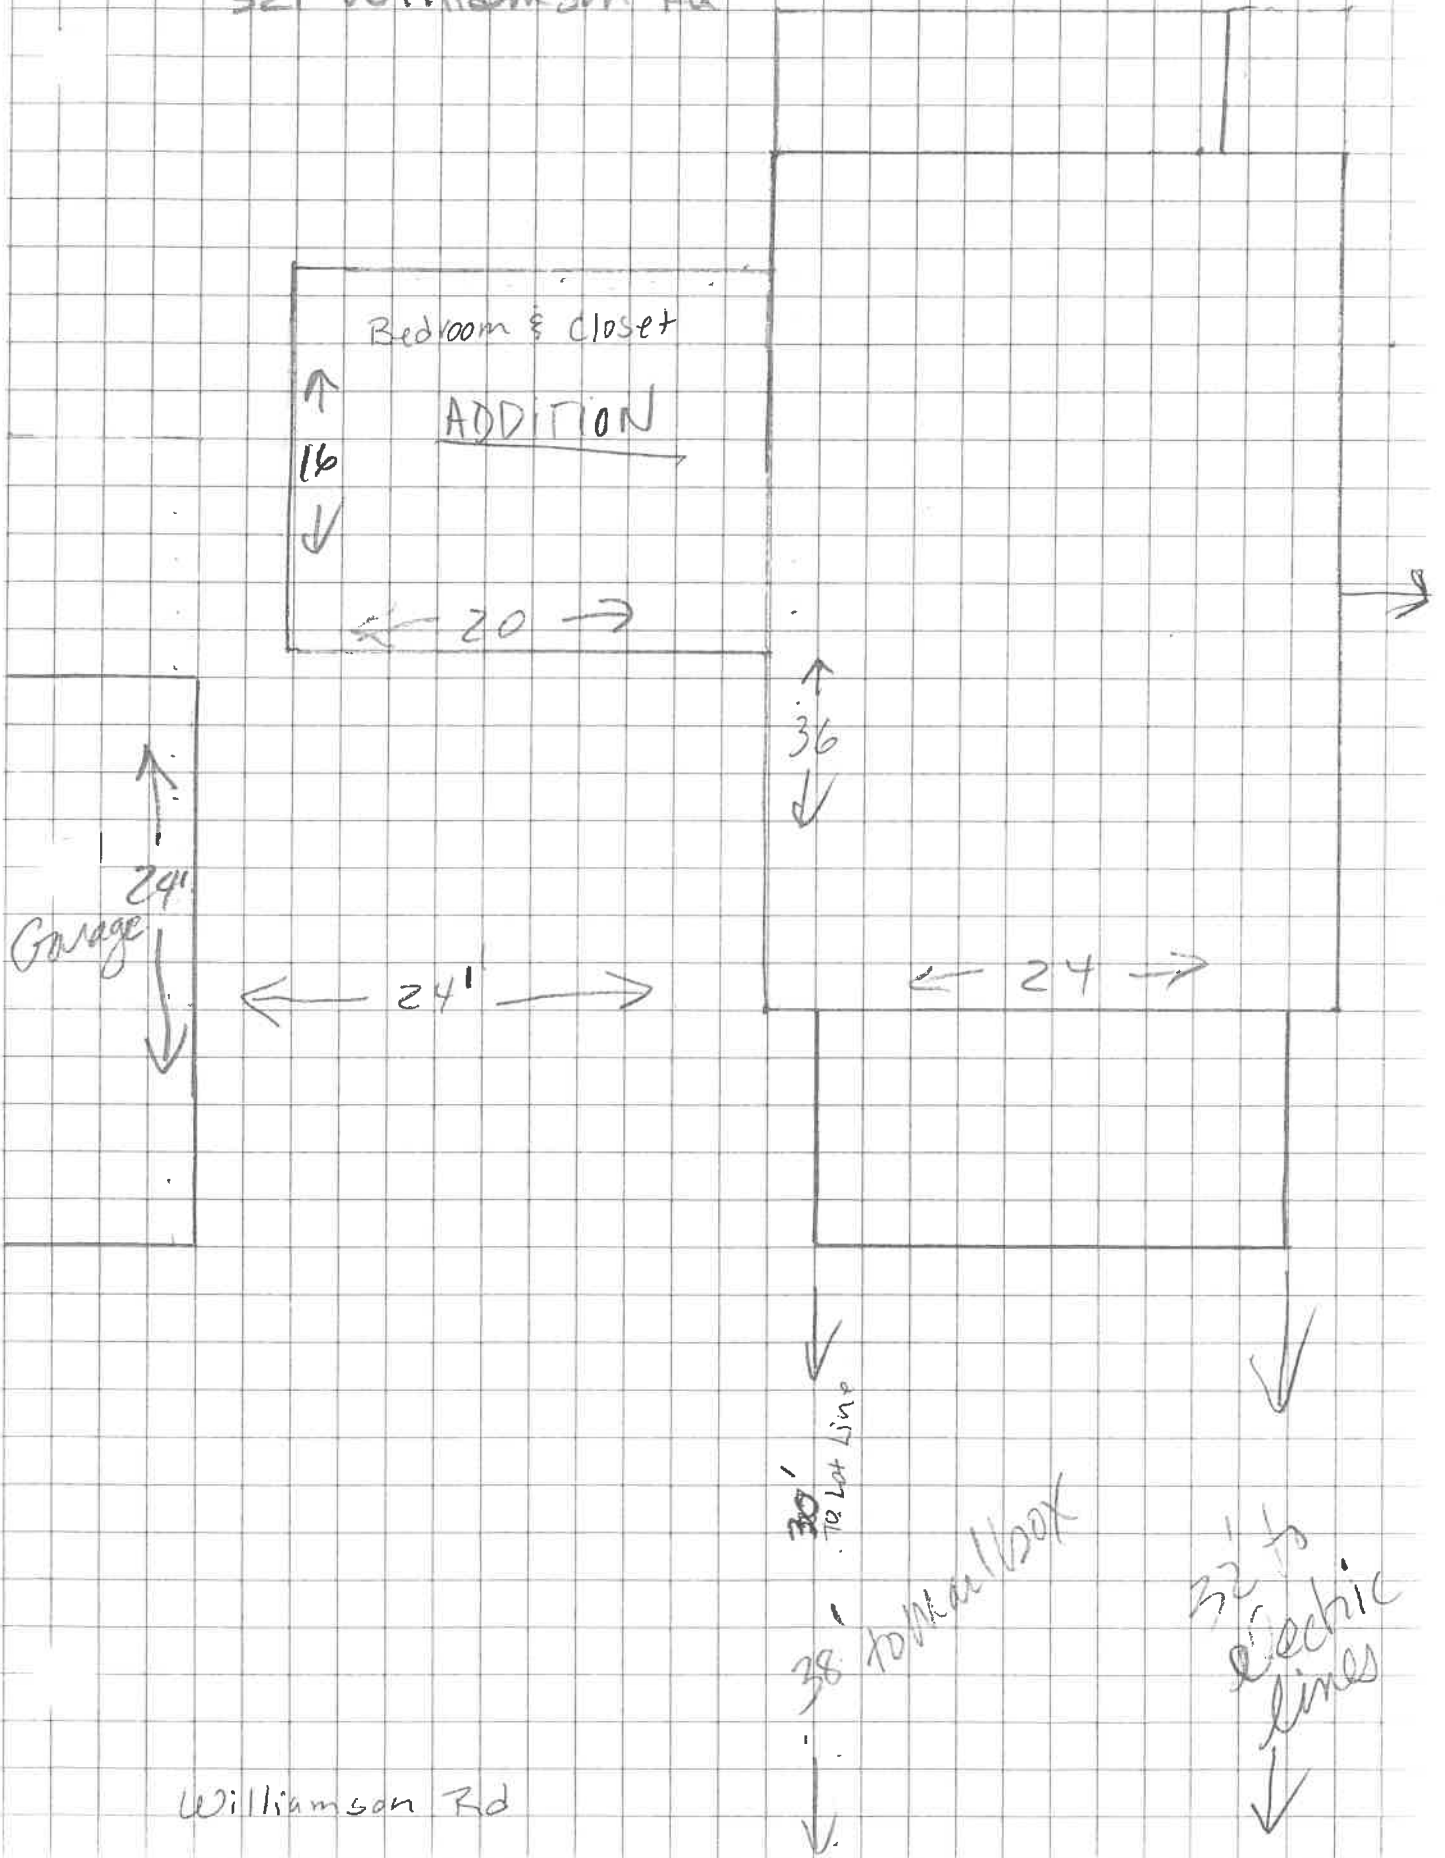 Bedroom & Closet
ADDITION
16
20
36
24'
Garage
24'
24
30'
To Lot Line
38' to Mailbox
32' to
electric
lines
Williamson Rd